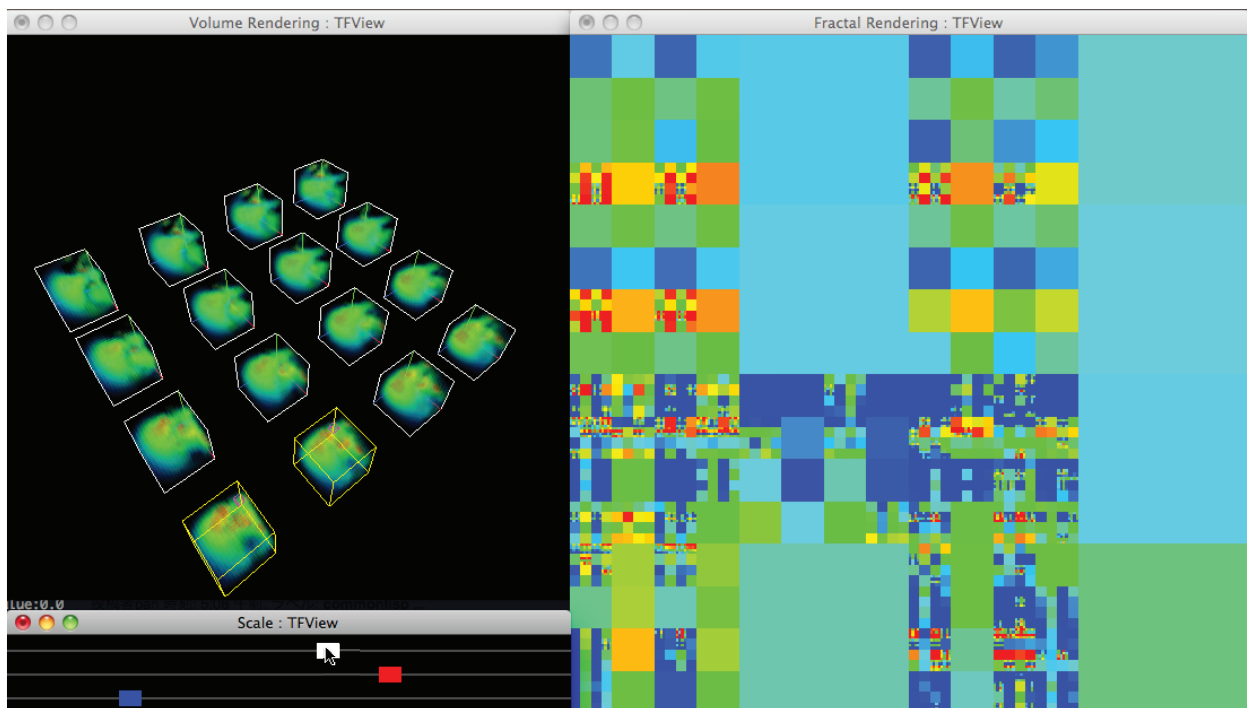 Volume Rendering : TFView
Fractal Rendering : TFView
lue:0.0
Scale : TFView